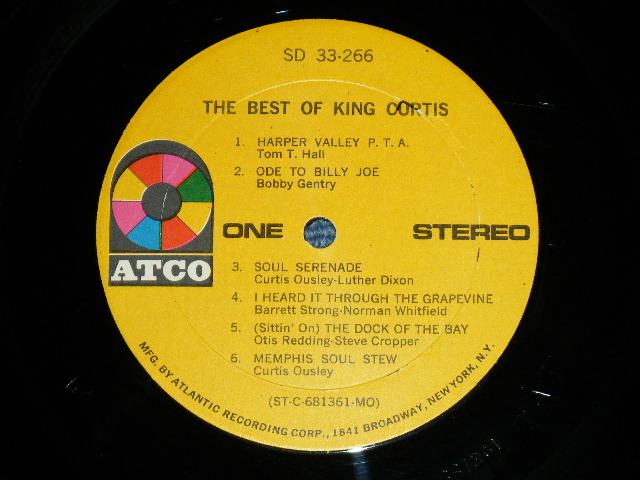 SD 33-266
THE BEST OF KING CURTIS
1. HARPER VALLEY P. T. A.
Tom T. Hall
2. ODE TO BILLY JOE
Bobby Gentry
ONE
STEREO
ATCO
3. SOUL SERENADE
Curtis Ousley-Luther Dixon
4. I HEARD IT THROUGH THE GRAPEVINE
Barrett Strong-Norman Whitfield
5. (Sittin' On) THE DOCK OF THE BAY
Otis Redding-Steve Cropper
6. MEMPHIS SOUL STEW
Curtis Ousley
(ST-C-681361-MO)
MFG. BY ATLANTIC RECORDING CORP., 1841 BROADWAY, NEW YORK, N.Y.